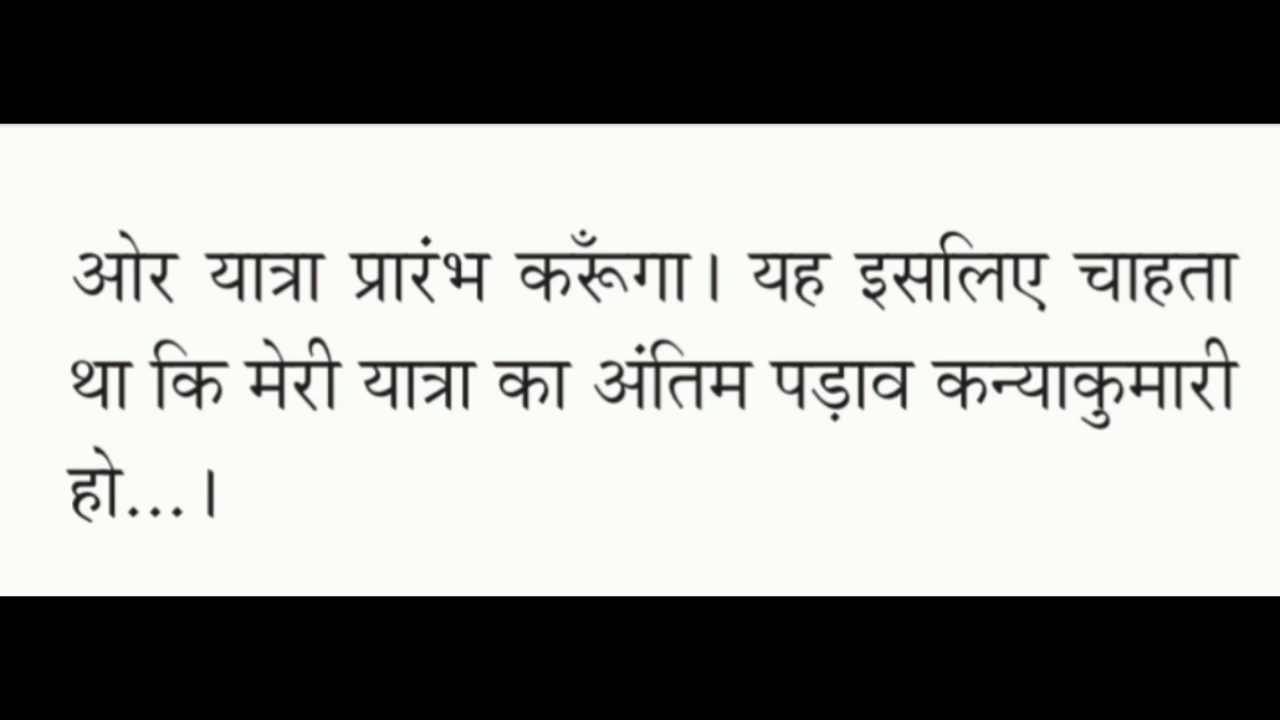 ओर यात्रा प्रारंभ करूँगा। यह इसलिए चाहता
था कि मेरी यात्रा का अंतिम पड़ाव कन्याकुमारी
हो...।